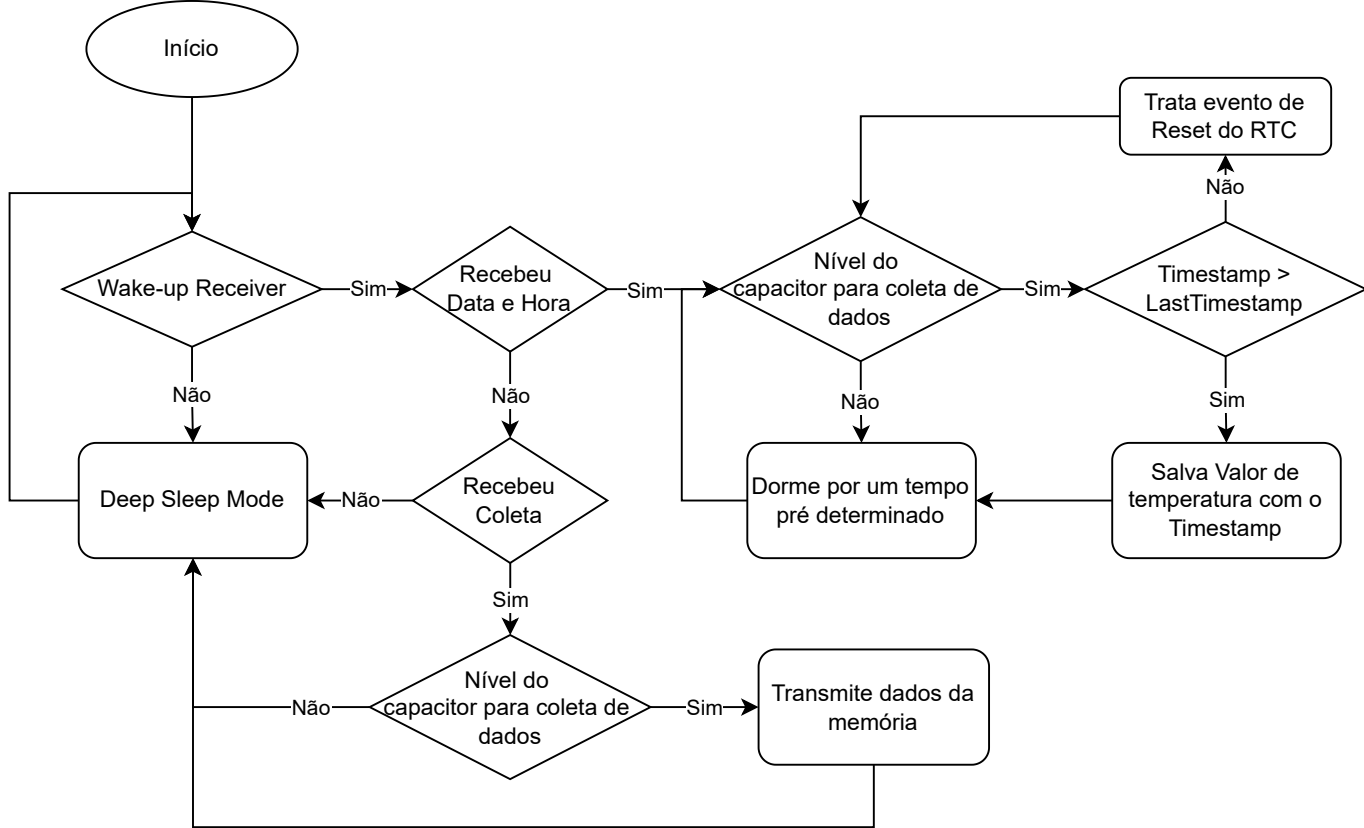 Início
Trata evento de
Reset do RTC
Não
Wake-up Receiver
Sim
Recebeu
Data e Hora
Sim
Nível do
capacitor para coleta de
dados
Sim
Timestamp >
LastTimestamp
Não
Não
Não
Sim
Deep Sleep Mode
Não
Recebeu
Coleta
Dorme por um tempo
pré determinado
Salva Valor de
temperatura com o
Timestamp
Sim
Não
Nível do
capacitor para coleta de
dados
Sim
Transmite dados da
memória